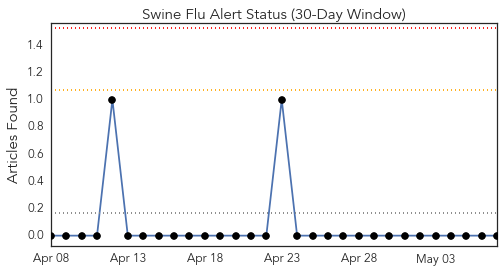 Swine Flu Alert Status (30-Day Window)
Articles Found
1.4
1.2
1.0
0.8
0.6
0.4
0.2
0.0
Apr 08 Apr 13 Apr 18 Apr 23 Apr 28 May 03